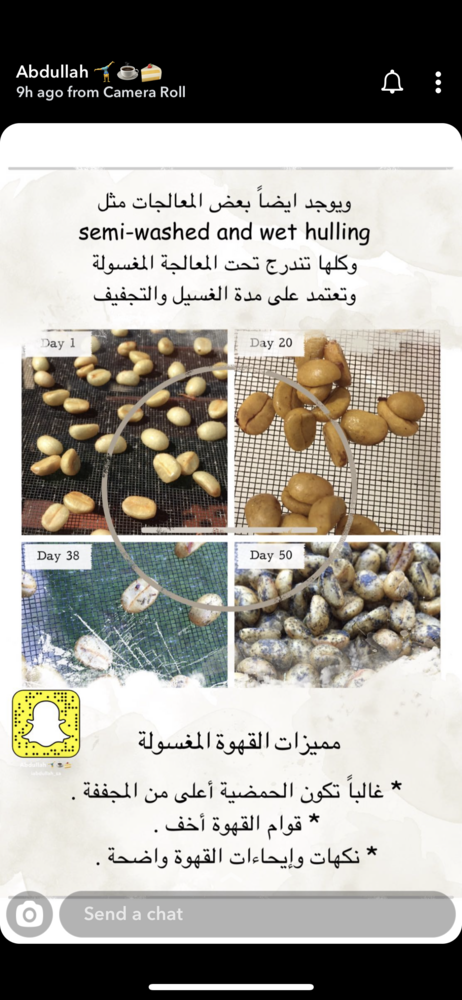 Abdullah 🤸‍♂️☕🍰
9h ago from Camera Roll
ويوجد ايضاً بعض المعالجات مثل
semi-washed and wet hulling
وكلها تندرج تحت المعالجة المغسولة
وتعتمد على مدة الغسيل والتجفيف
Day 1
Day 20
Day 38
Day 50
مميزات القهوة المغسولة
* غالباً تكون الحمضية أعلى من المجففة .
* قوام القهوة أخف .
* نكهات وإيحاءات القهوة واضحة .
Send a chat